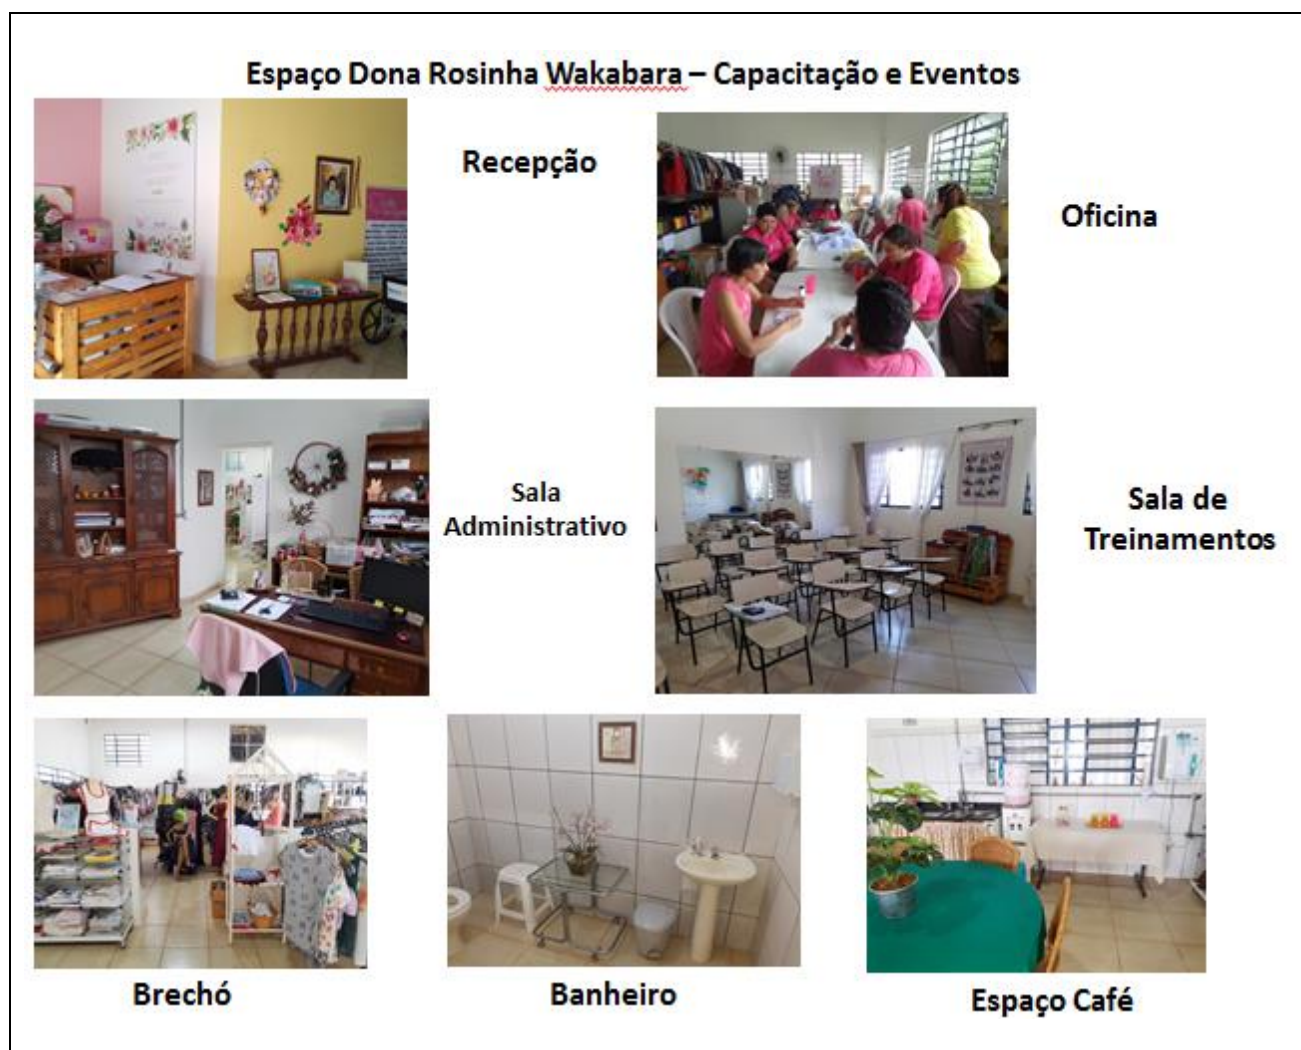 Espaço Dona Rosinha Wakabara – Capacitação e Eventos
Recepção
Oficina
Sala
Administrativo
Sala de
Treinamentos
Brechó
Banheiro
Espaço Café